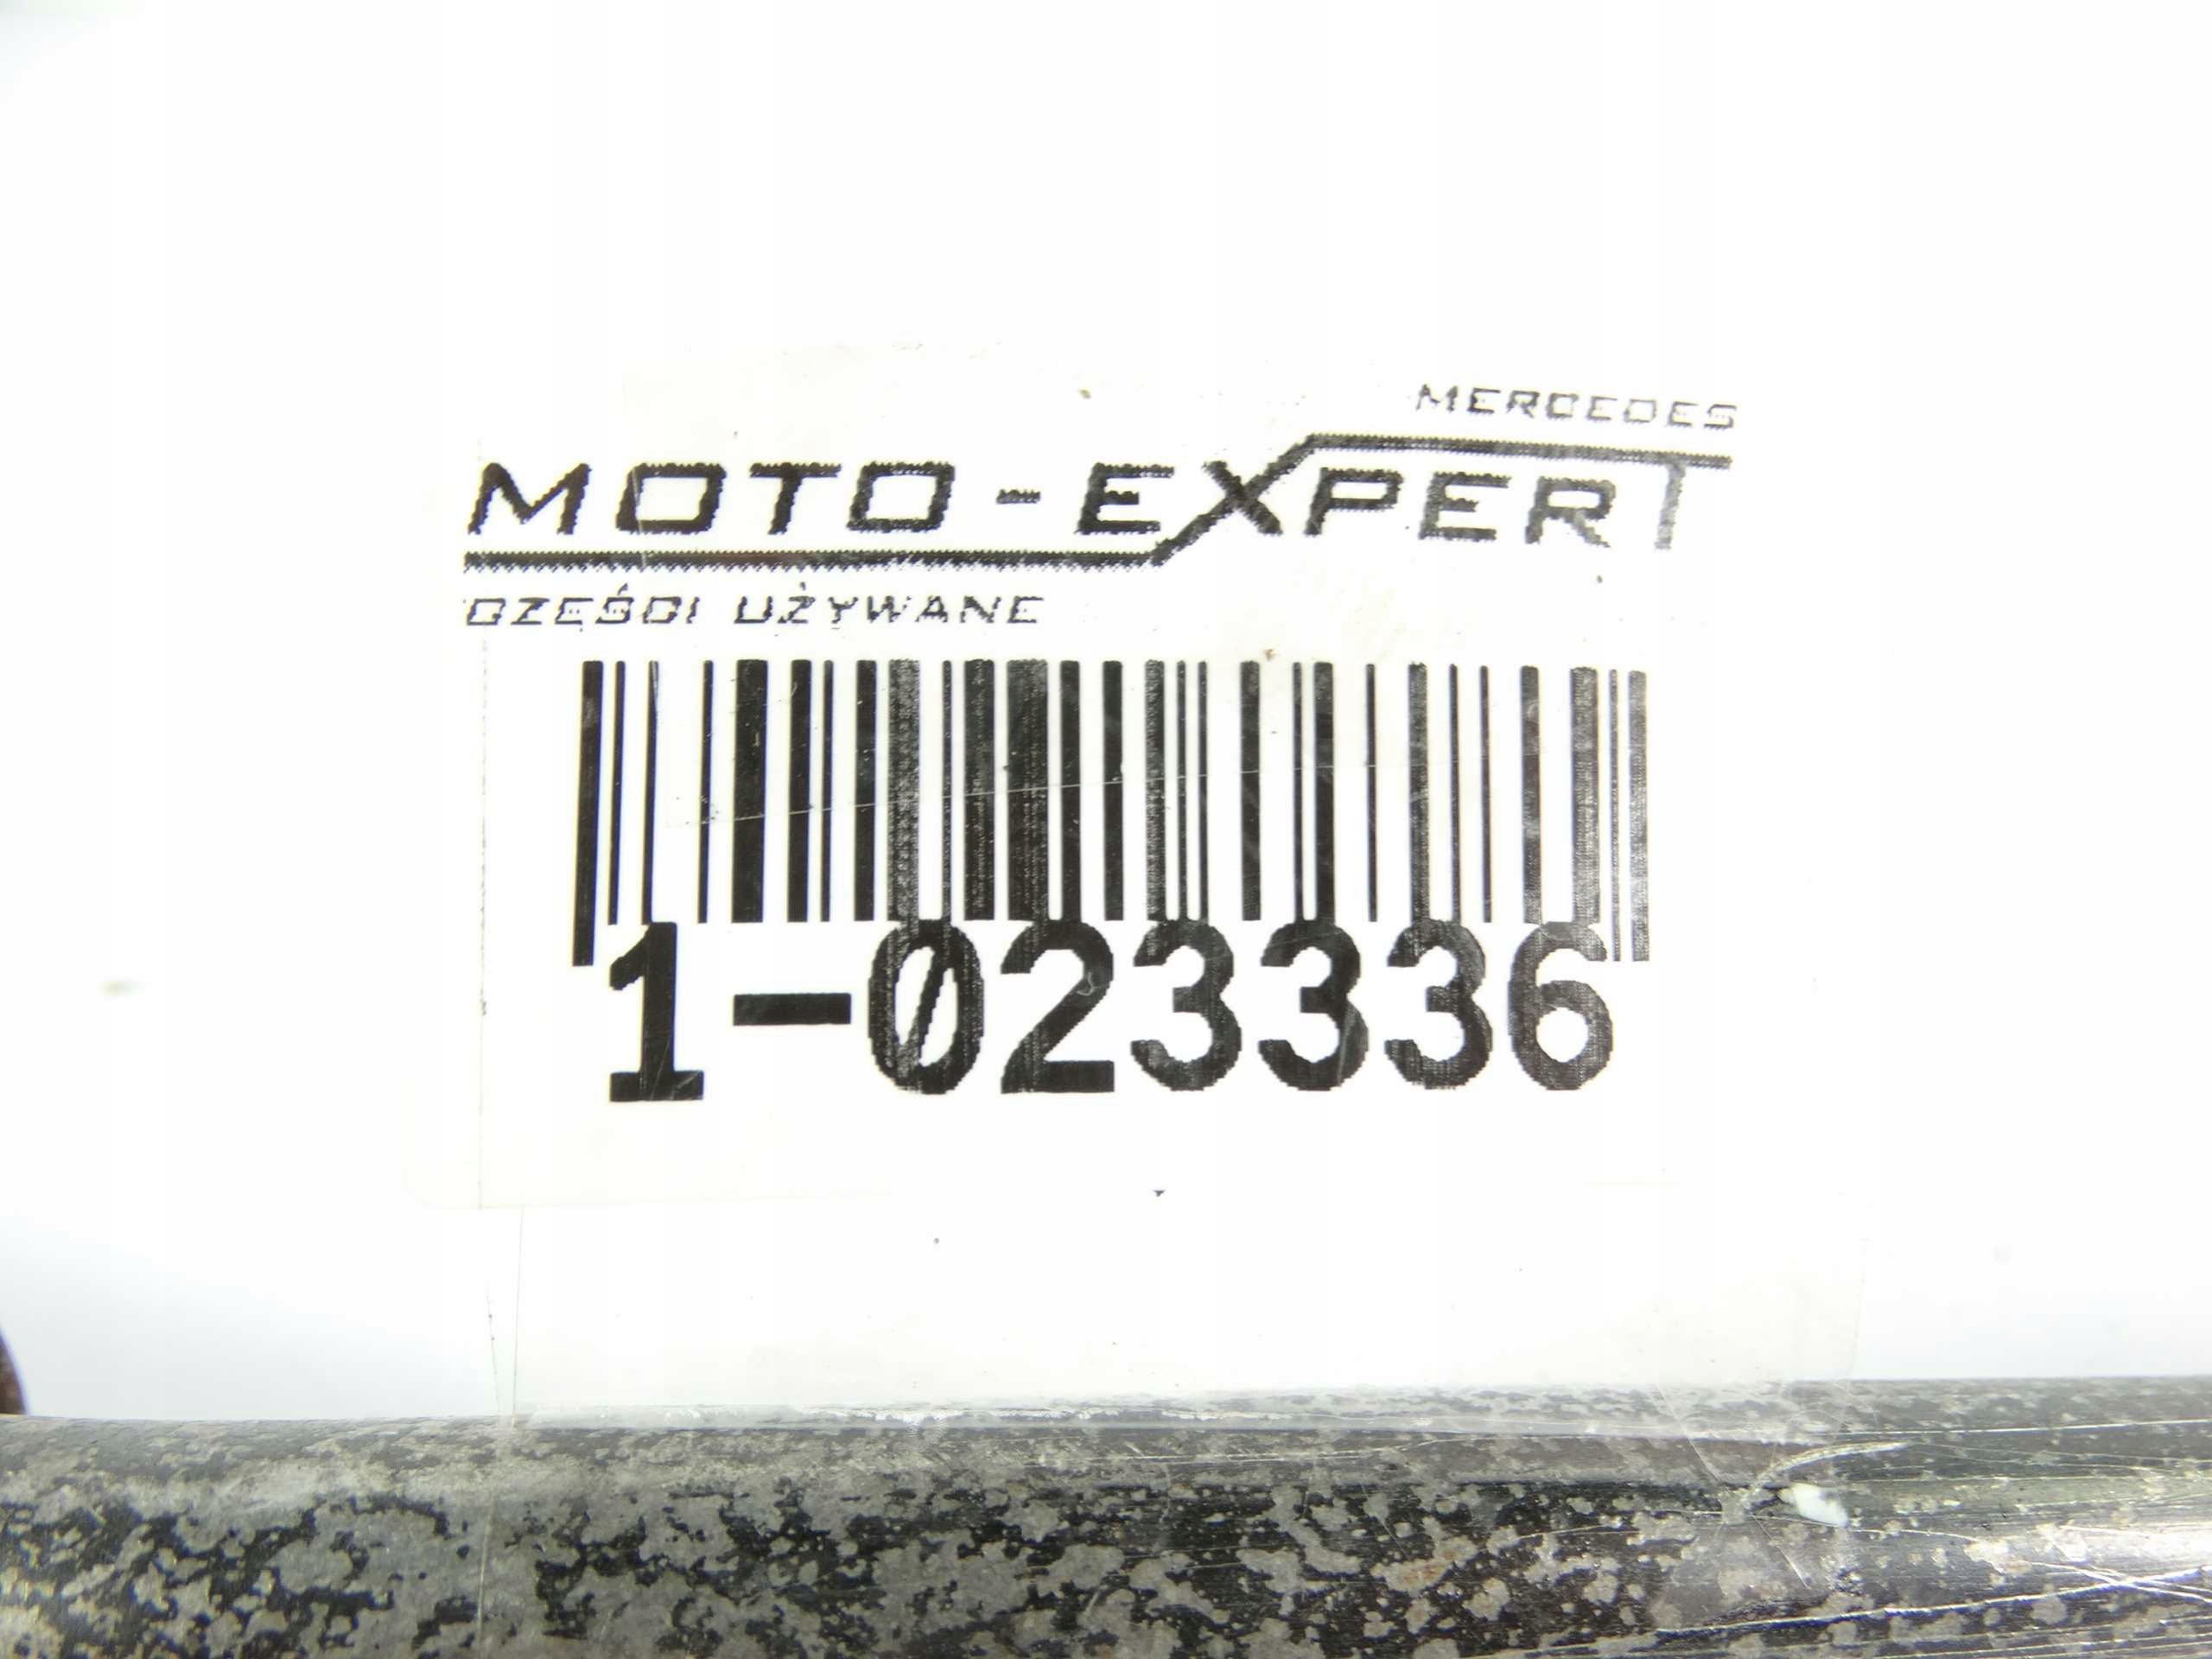 MERCEDES
MOTO-EXPERT
CZĘŚCI UŻYWANE
1-023336